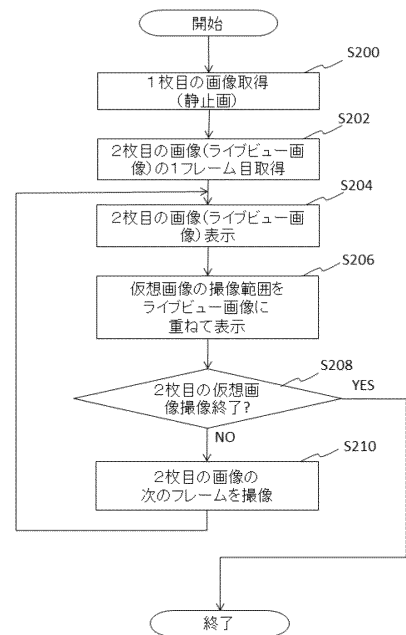 開始
S200
1枚目の画像取得
(静止画)
S202
2枚目の画像(ライブビュー画
像)の1フレーム目取得
S204
2枚目の画像(ライブビュー画
像)表示
S206
仮想画像の撮像範囲を
ライブビュー画像に
重ねて表示
S208
2枚目の仮想画
像撮像終了?
YES
NO
S210
2枚目の画像の
次のフレームを撮像
終了